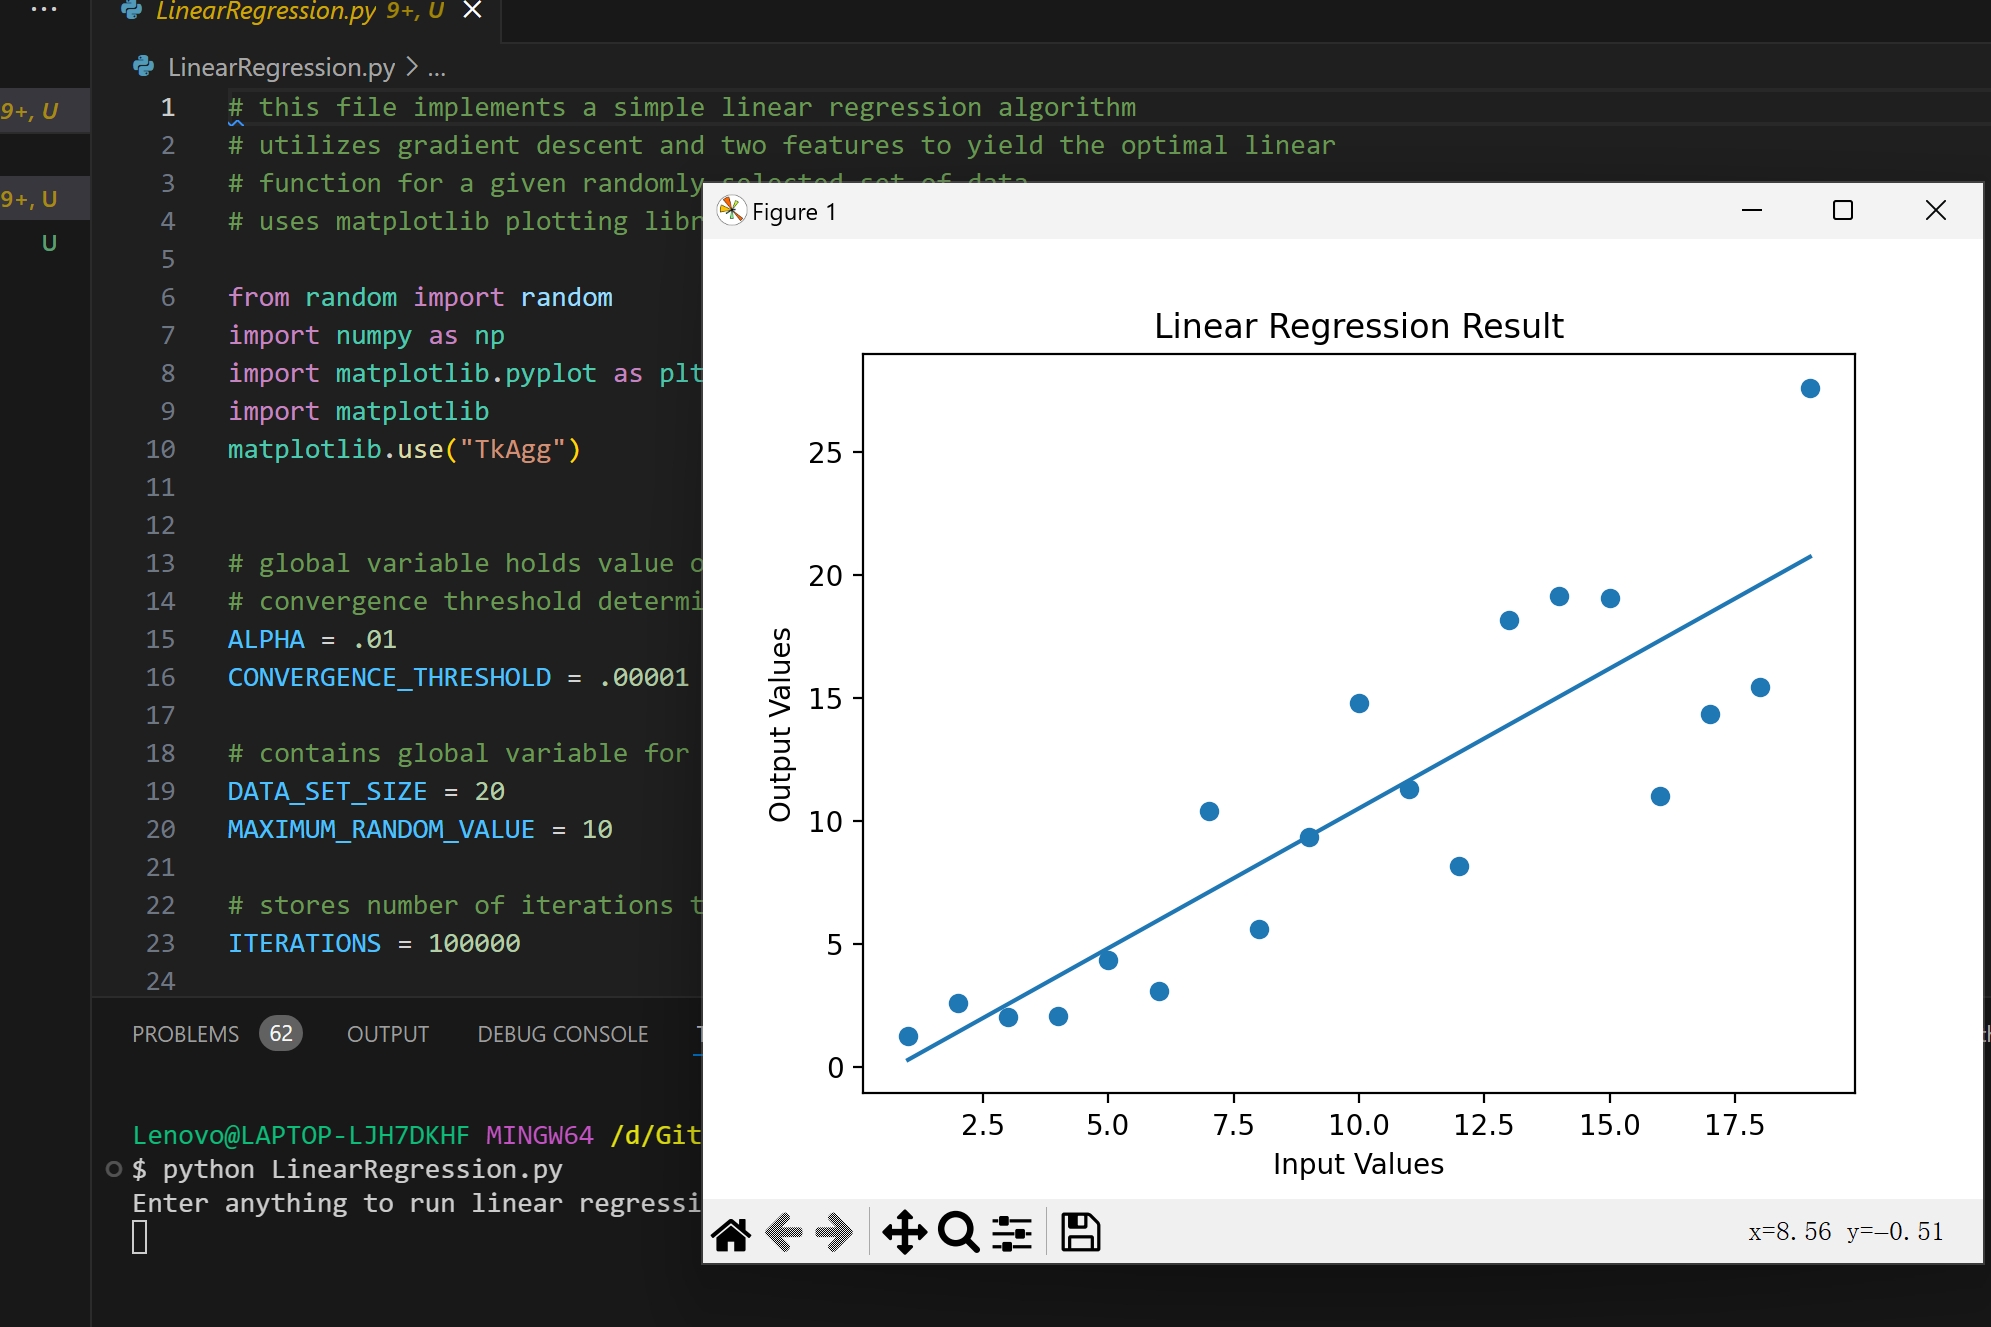 LinearRegression.py 9+, U
LinearRegression.py > ...
9+, U
9+, U
U
1 # this file implements a simple linear regression algorithm
2 # utilizes gradient descent and two features to yield the optimal linear
3 # function for a given randomly selected set of data
4 # uses matplotlib plotting libr
5
6 from random import random
7 import numpy as np
8 import matplotlib.pyplot as plt
9 import matplotlib
10 matplotlib.use("TkAgg")
11
12
13 # global variable holds value o
14 # convergence threshold determi
15 ALPHA = .01
16 CONVERGENCE_THRESHOLD = .00001
17
18 # contains global variable for
19 DATA_SET_SIZE = 20
20 MAXIMUM_RANDOM_VALUE = 10
21
22 # stores number of iterations t
23 ITERATIONS = 100000
24
PROBLEMS 62 OUTPUT DEBUG CONSOLE
Lenovo@LAPTOP-LJH7DKHF MINGW64 /d/Git
$ python LinearRegression.py
Enter anything to run linear regressi
Figure 1
Linear Regression Result
25
20
15
10
5
0
Output Values
2.5 5.0 7.5 10.0 12.5 15.0 17.5
Input Values
x=8.56 y=−0.51